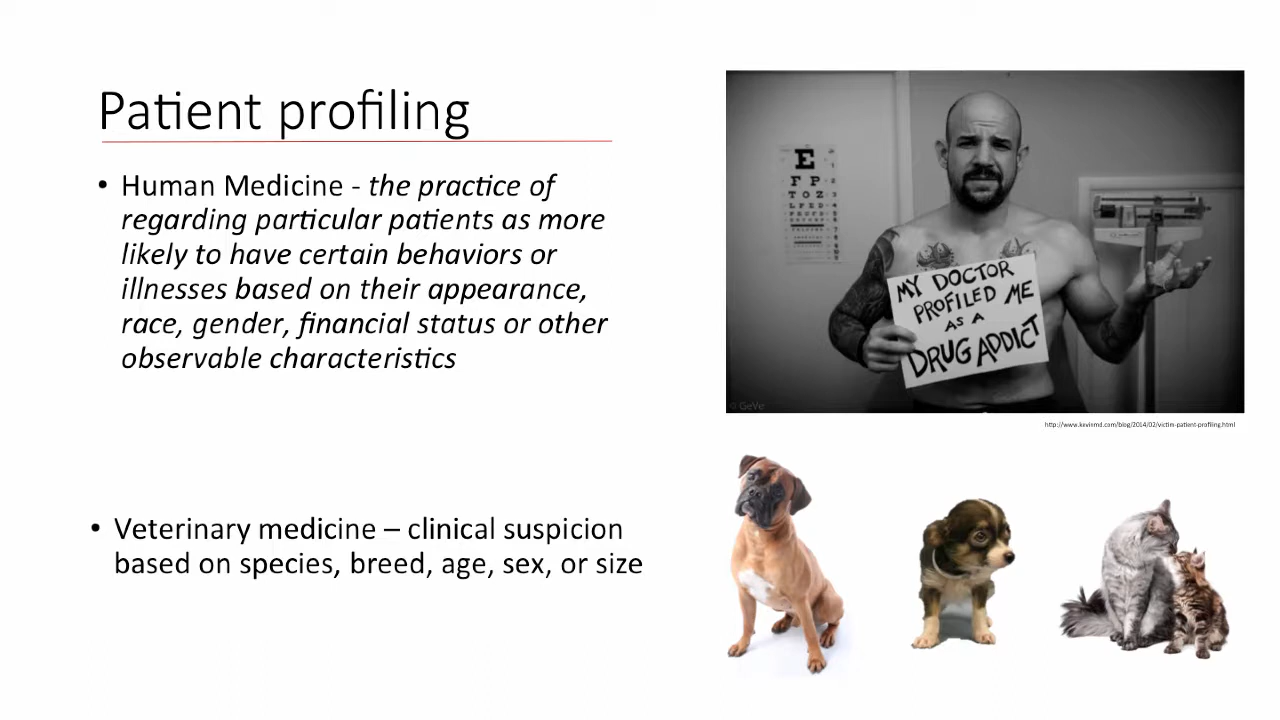 Patient profiling
• Human Medicine - the practice of
regarding particular patients as more
likely to have certain behaviors or
illnesses based on their appearance,
race, gender, financial status or other
observable characteristics
• Veterinary medicine – clinical suspicion
based on species, breed, age, sex, or size
E
F P
T O Z
L P E D
MY DOCTOR
PROFILED ME
AS A
DRUG ADDICT
© GeVe
http://www.kevinmd.com/blog/2014/02/victim-patient-profiling.html